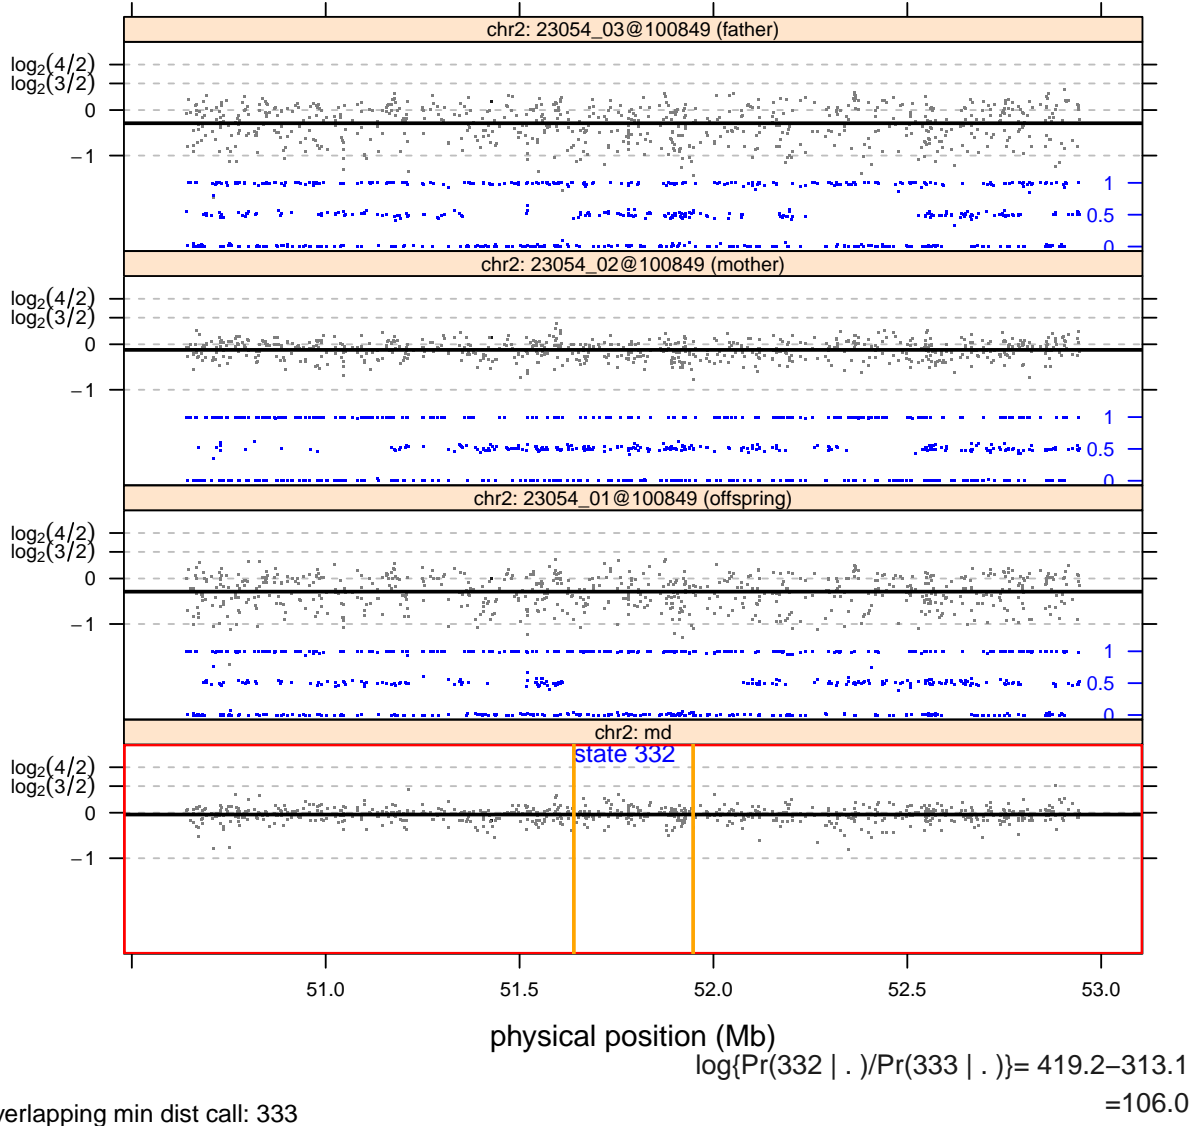 chr2: 23054_03@100849 (father)
log2(4/2)
log2(3/2)
0
−1
1
0.5
0
chr2: 23054_02@100849 (mother)
log2(4/2)
log2(3/2)
0
−1
1
0.5
0
chr2: 23054_01@100849 (offspring)
log2(4/2)
log2(3/2)
0
−1
1
0.5
0
chr2: md
state 332
log2(4/2)
log2(3/2)
0
−1
51.0 51.5 52.0 52.5 53.0
physical position (Mb)
log{Pr(332 | . )/Pr(333 | . )}= 419.2−313.1
=106.0
verlapping min dist call: 333